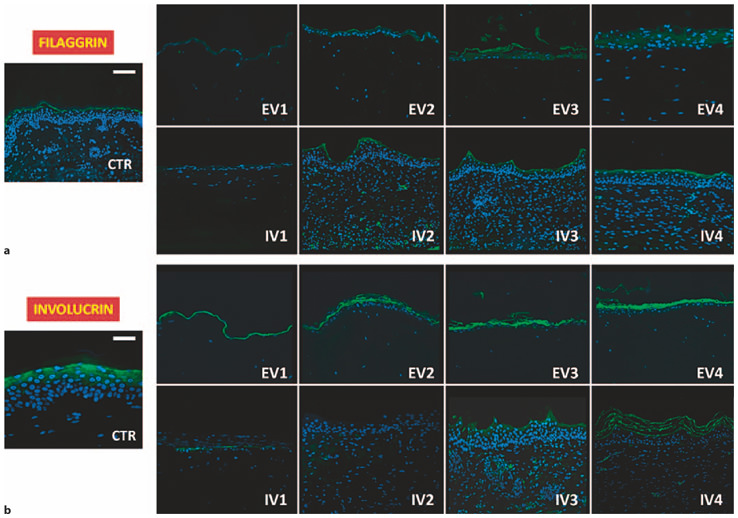 FILAGGRIN
CTR
EV1 EV2 EV3 EV4
IV1 IV2 IV3 IV4
a
INVOLUCRIN
CTR
EV1 EV2 EV3 EV4
IV1 IV2 IV3 IV4
b